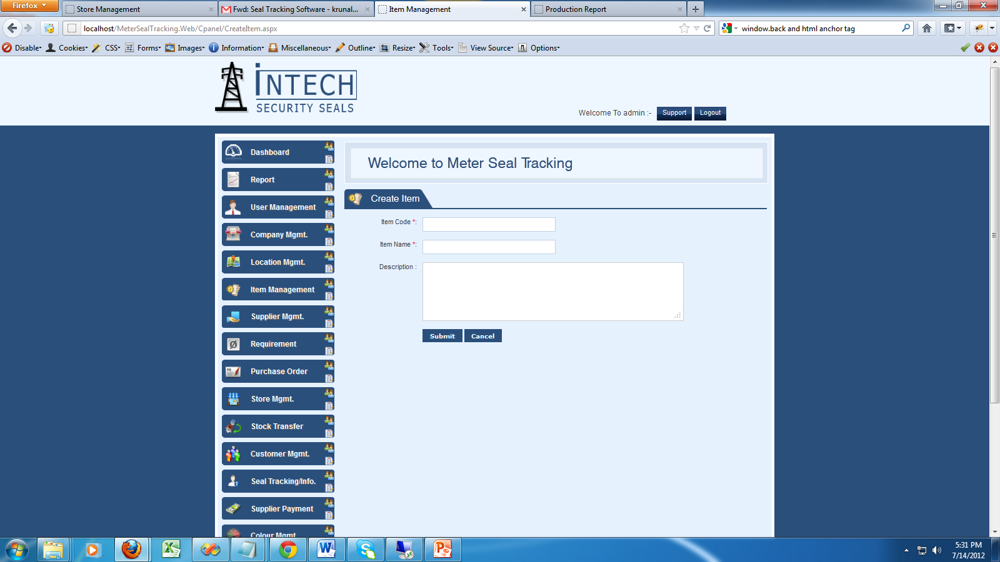 Firefox
Store Management
Fwd: Seal Tracking Software - krunal...
Item Management
Production Report
localhost/MeterSealTracking.Web/Cpanel/CreateItem.aspx
window.back and html anchor tag
Disable
Cookies
CSS
Forms
Images
Information
Miscellaneous
Outline
Resize
Tools
View Source
Options
INTECH
SECURITY SEALS
Welcome To admin :-
Support
Logout
Dashboard
Report
User Management
Company Mgmt.
Location Mgmt.
Item Management
Supplier Mgmt.
Requirement
Purchase Order
Store Mgmt.
Stock Transfer
Customer Mgmt.
Seal Tracking/Info.
Supplier Payment
Colour Mgmt.
Welcome to Meter Seal Tracking
Create Item
Item Code *:
Item Name *:
Description :
Submit
Cancel
5:31 PM
7/14/2012